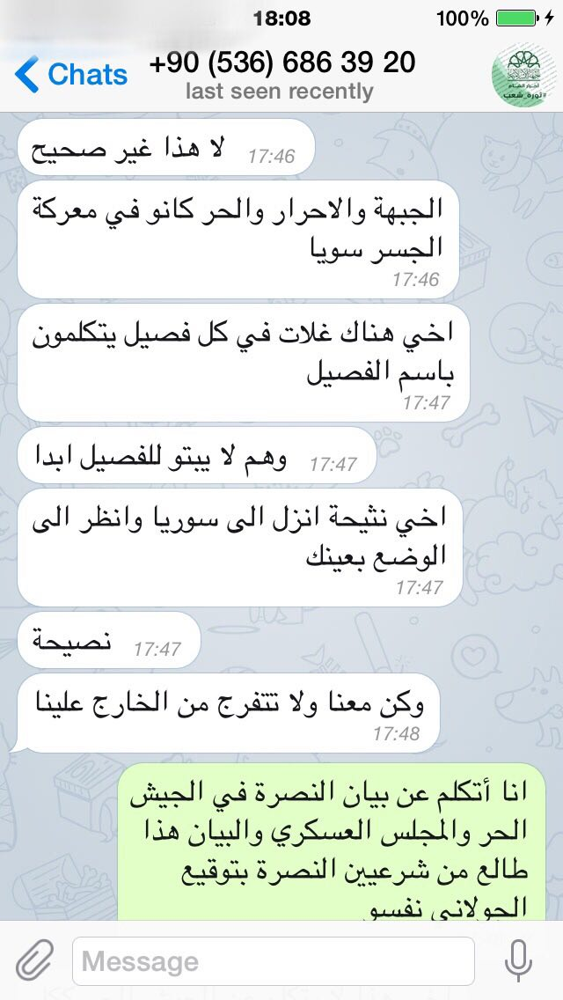 18:08
100%
Chats
+90 (536) 686 39 20
last seen recently
#ثورة_شعب
لا هذا غير صحيح
17:46
الجبهة والاحرار والحر كانو في معركة
الجسر سويا
17:46
اخي هناك غلات في كل فصيل يتكلمون
باسم الفصيل
17:47
وهم لا يبتو للفصيل ابدا
17:47
اخي نثيحة انزل الى سوريا وانظر الى
الوضع بعينك
17:47
نصيحة
17:47
وكن معنا ولا تتفرج من الخارج علينا
17:48
انا أتكلم عن بيان النصرة في الجيش
الحر والمجلس العسكري والبيان هذا
طالع من شرعيين النصرة بتوقيع
الجولاني نفسو
Message